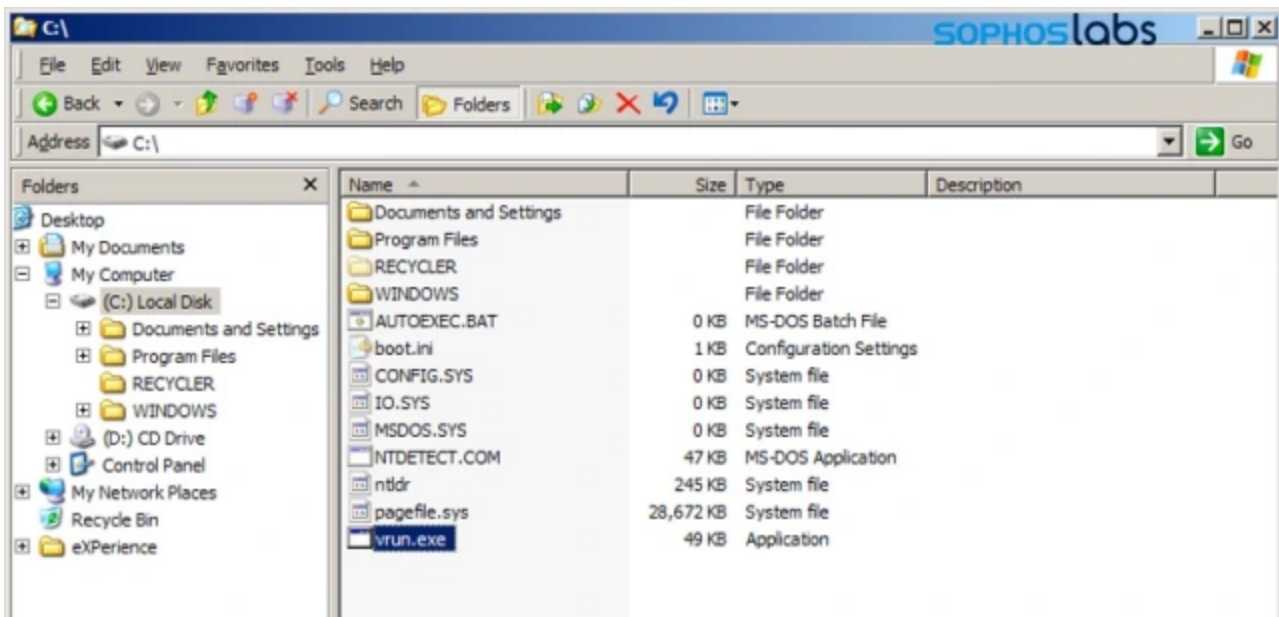 C:\
SOPHOSlabs
File Edit View Favorites Tools Help
Back Search Folders
Address C:\ Go
Folders
Desktop
My Documents
My Computer
(C:) Local Disk
Documents and Settings
Program Files
RECYCLER
WINDOWS
(D:) CD Drive
Control Panel
My Network Places
Recycle Bin
eXPerience
Name Size Type Description
Documents and Settings File Folder
Program Files File Folder
RECYCLER File Folder
WINDOWS File Folder
AUTOEXEC.BAT 0 KB MS-DOS Batch File
boot.ini 1 KB Configuration Settings
CONFIG.SYS 0 KB System file
IO.SYS 0 KB System file
MSDOS.SYS 0 KB System file
NTDETECT.COM 47 KB MS-DOS Application
ntldr 245 KB System file
pagefile.sys 28,672 KB System file
vrun.exe 49 KB Application